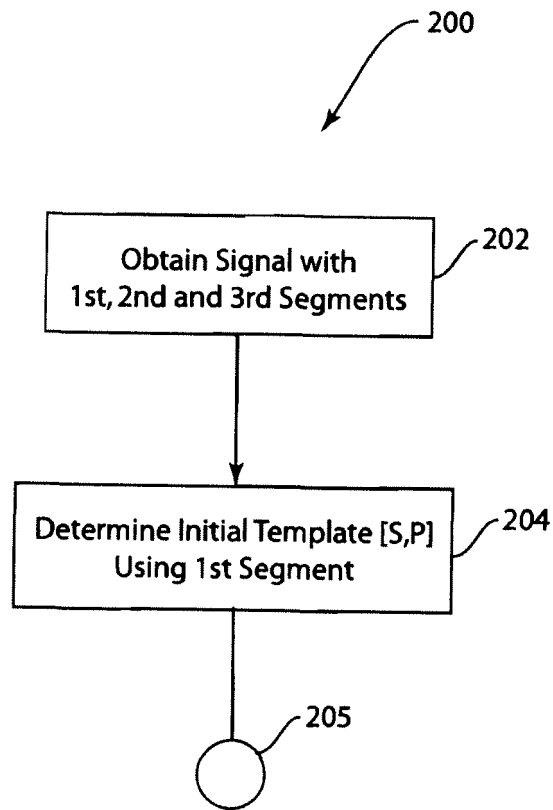 200
Obtain Signal with
1st, 2nd and 3rd Segments
202
Determine Initial Template [S,P]
Using 1st Segment
204
205